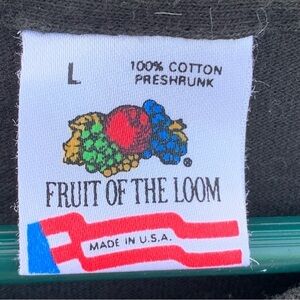 L
100% COTTON
PRESHRUNK
®
FRUIT OF THE LOOM
MADE IN U.S.A.